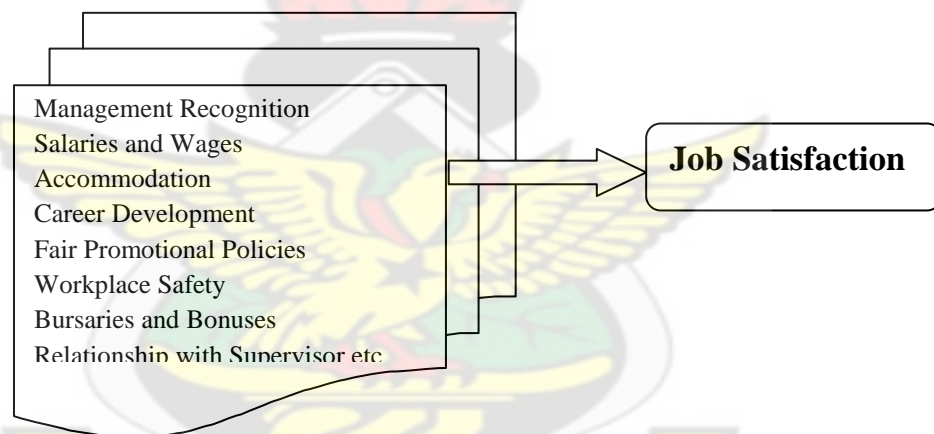 Management Recognition
Salaries and Wages
Accommodation
Career Development
Fair Promotional Policies
Workplace Safety
Bursaries and Bonuses
Relationship with Supervisor etc
Job Satisfaction